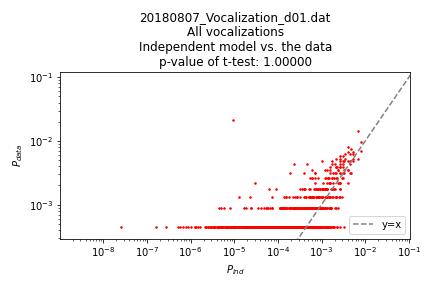 20180807_Vocalization_d01.dat
All vocalizations
Independent model vs. the data
p-value of t-test: 1.00000
10⁻¹
10⁻²
10⁻³
P_data
y=x
10⁻⁸ 10⁻⁷ 10⁻⁶ 10⁻⁵ 10⁻⁴ 10⁻³ 10⁻² 10⁻¹
P_ind